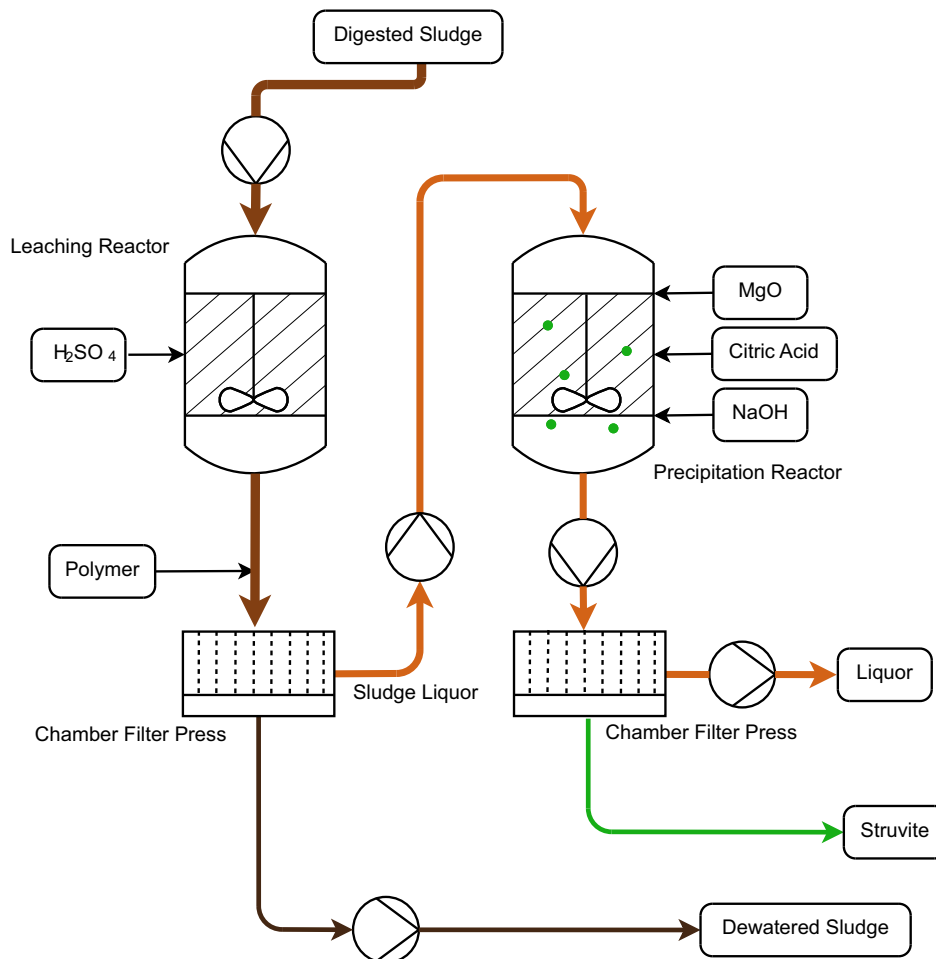 Digested Sludge
Leaching Reactor
H₂SO₄
MgO
Citric Acid
NaOH
Precipitation Reactor
Polymer
Sludge Liquor
Liquor
Chamber Filter Press
Chamber Filter Press
Struvite
Dewatered Sludge